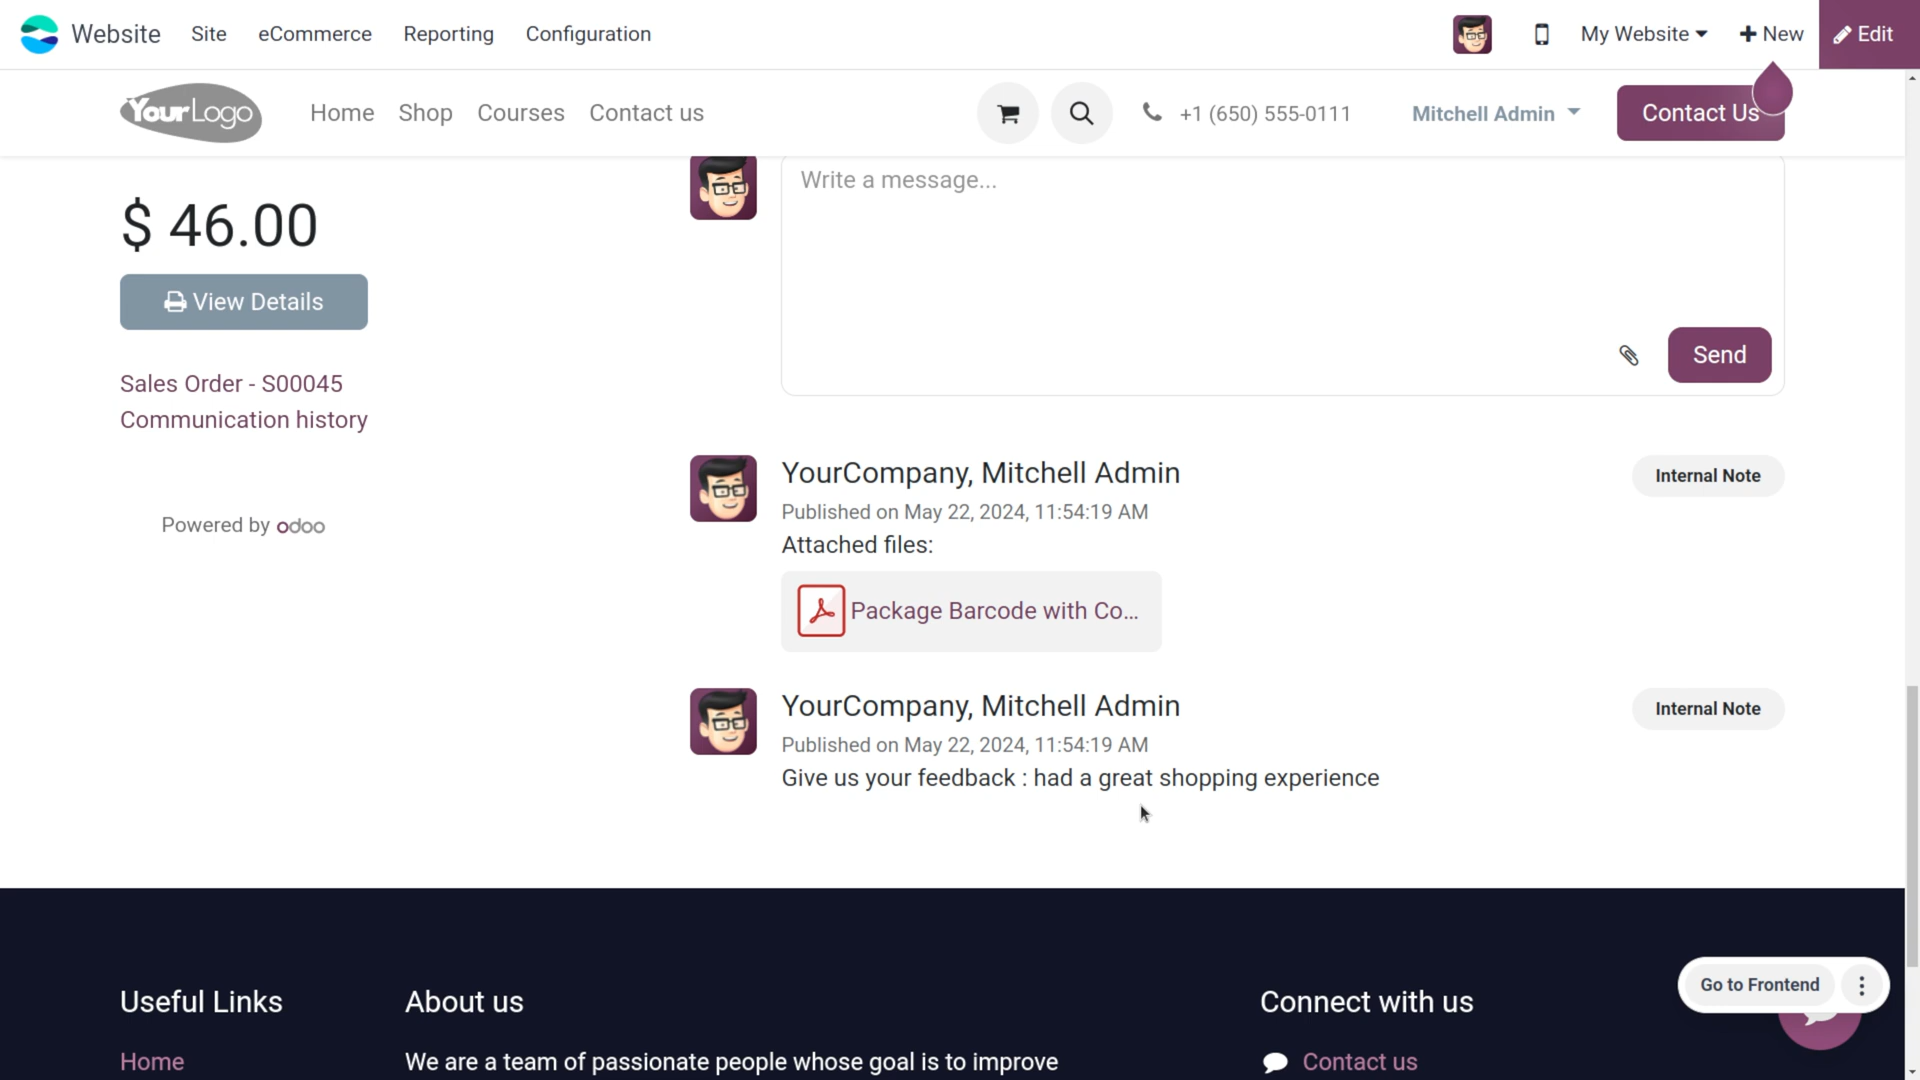 Website Site eCommerce Reporting Configuration My Website New Edit
YourLogo Home Shop Courses Contact us +1 (650) 555-0111 Mitchell Admin Contact Us
$ 46.00
View Details
Sales Order - S00045
Communication history
Powered by odoo
Write a message...
Send
YourCompany, Mitchell Admin Internal Note
Published on May 22, 2024, 11:54:19 AM
Attached files:
Package Barcode with Co...
YourCompany, Mitchell Admin Internal Note
Published on May 22, 2024, 11:54:19 AM
Give us your feedback : had a great shopping experience
Useful Links
Home
About us
We are a team of passionate people whose goal is to improve
Connect with us
Contact us
Go to Frontend